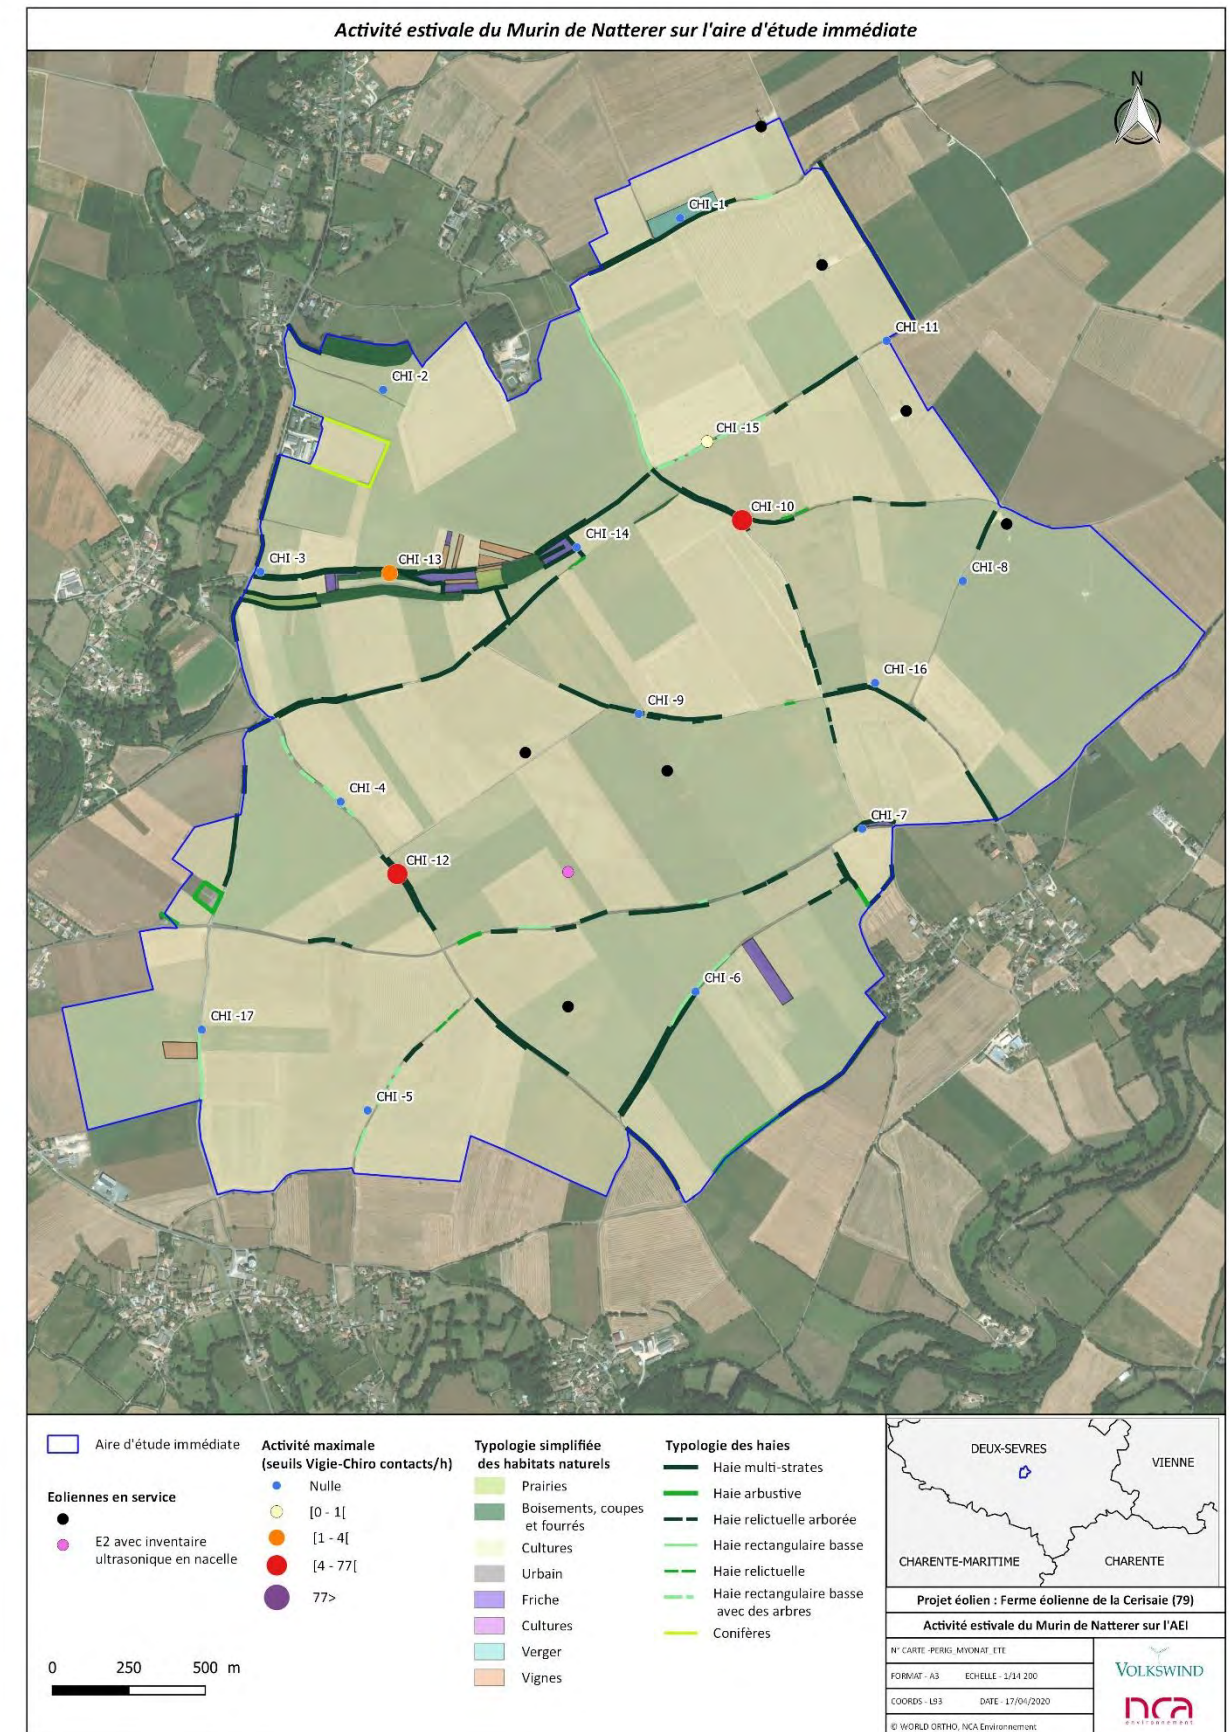 Activité estivale du Murin de Natterer sur l'aire d'étude immédiate
N
CHI -1
CHI -11
CHI -2
CHI -15
CHI -10
CHI -14
CHI -3
CHI -13
CHI -8
CHI -16
CHI -9
CHI -4
CHI -7
CHI -12
CHI -6
CHI -17
CHI -5
Aire d'étude immédiate
Eoliennes en service
E2 avec inventaire
ultrasonique en nacelle
0 250 500 m
Activité maximale
(seuils Vigie-Chiro contacts/h)
Nulle
[0 - 1[
[1 - 4[
[4 - 77[
77>
Typologie simplifiée
des habitats naturels
Prairies
Boisements, coupes
et fourrés
Cultures
Urbain
Friche
Cultures
Verger
Vignes
Typologie des haies
Haie multi-strates
Haie arbustive
Haie relictuelle arborée
Haie rectangulaire basse
Haie relictuelle
Haie rectangulaire basse
avec des arbres
Conifères
DEUX-SEVRES
VIENNE
CHARENTE-MARITIME
CHARENTE
Projet éolien : Ferme éolienne de la Cerisaie (79)
Activité estivale du Murin de Natterer sur l'AEI
N° CARTE -PERIG_MYONAT_ETE
FORMAT - A3 ECHELLE - 1/14 200
COORDS - L93 DATE - 17/04/2020
© WORLD ORTHO, NCA Environnement
VOLKSWIND
nca
environnement